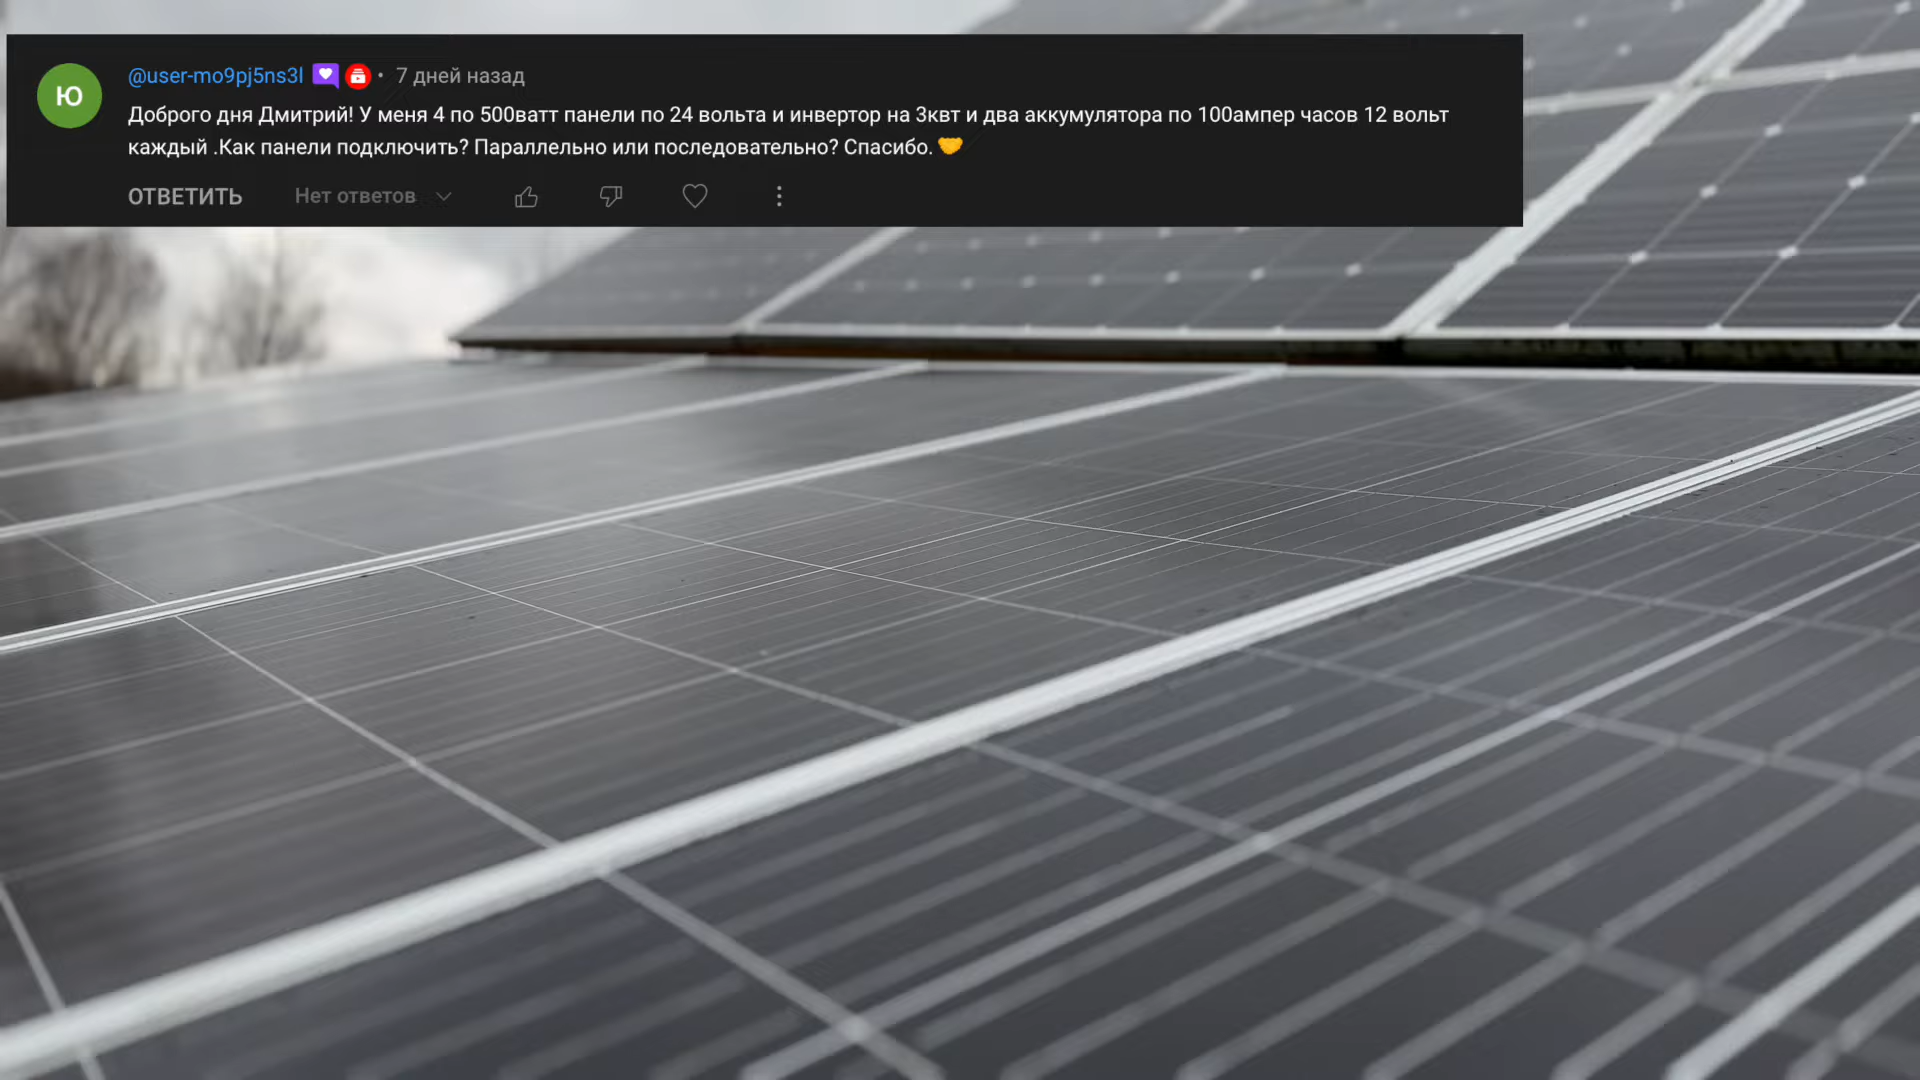 Ю
@user-mo9pj5ns3l • 7 дней назад
Доброго дня Дмитрий! У меня 4 по 500ватт панели по 24 вольта и инвертор на 3квт и два аккумулятора по 100ампер часов 12 вольт
каждый .Как панели подключить? Параллельно или последовательно? Спасибо.
ОТВЕТИТЬ Нет ответов